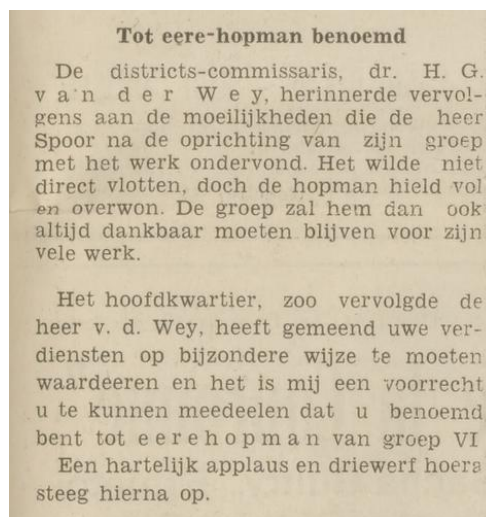 Tot eere-hopman benoemd
De districts-commissaris, dr. H. G.
van der Wey, herinnerde vervol-
gens aan de moeilijkheden die de heer
Spoor na de oprichting van zijn groep
met het werk ondervond. Het wilde niet
direct vlotten, doch de hopman hield vol
en overwon. De groep zal hem dan ook
altijd dankbaar moeten blijven voor zijn
vele werk.
Het hoofdkwartier, zoo vervolgde de
heer v. d. Wey, heeft gemeend uwe ver-
diensten op bijzondere wijze te moeten
waardeeren en het is mij een voorrecht
u te kunnen meedeelen dat u benoemd
bent tot eerehopman van groep VI
Een hartelijk applaus en driewerf hoera
steeg hierna op.